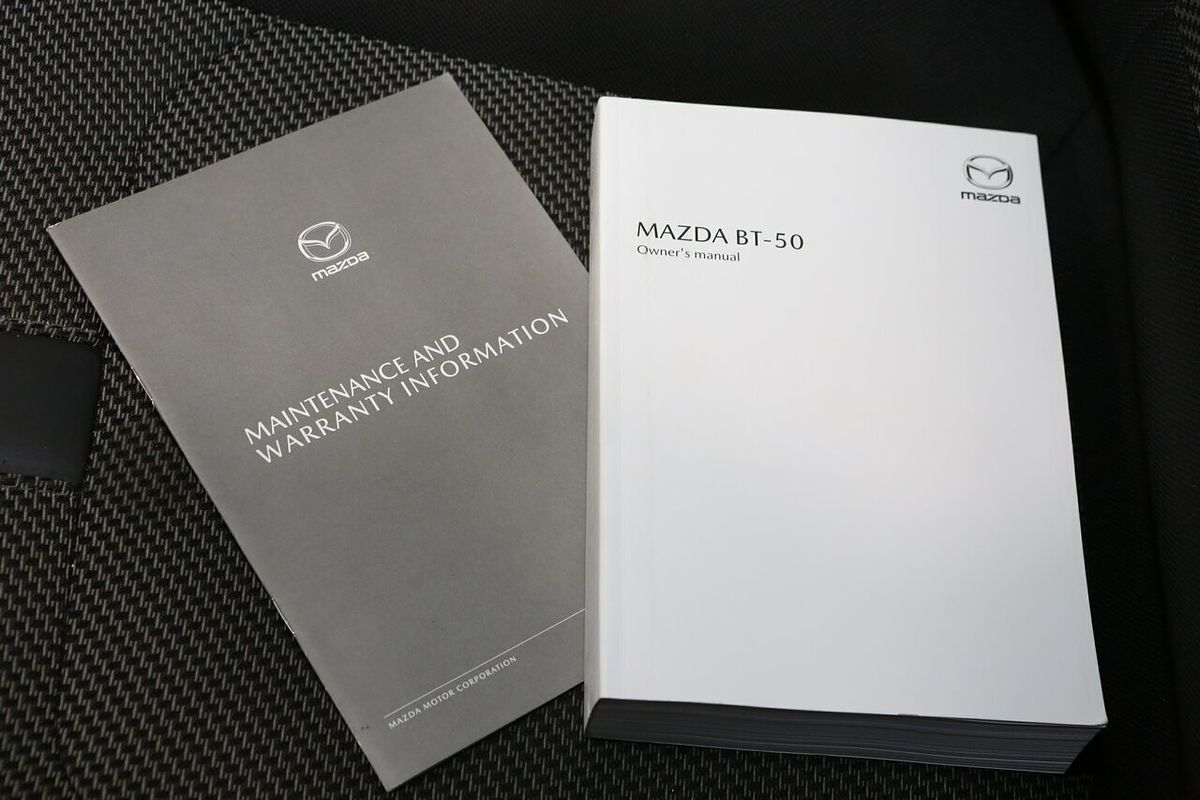 mazda
MAINTENANCE AND
WARRANTY INFORMATION
MAZDA MOTOR CORPORATION
mazda
MAZDA BT-50
Owner's manual